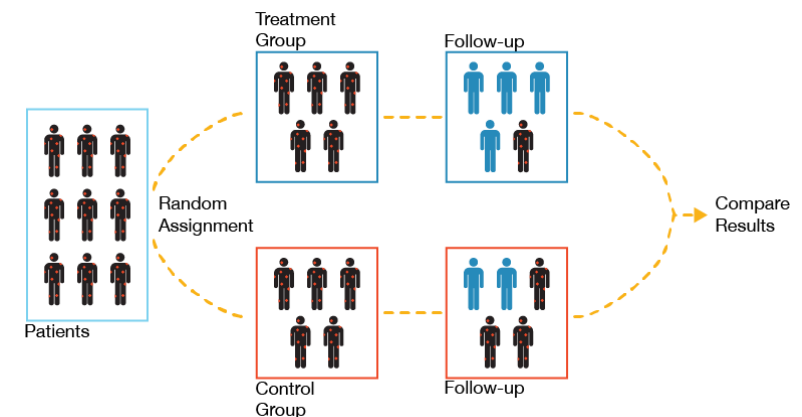 Treatment
Group
Follow-up
Patients
Random
Assignment
Compare
Results
Control
Group
Follow-up